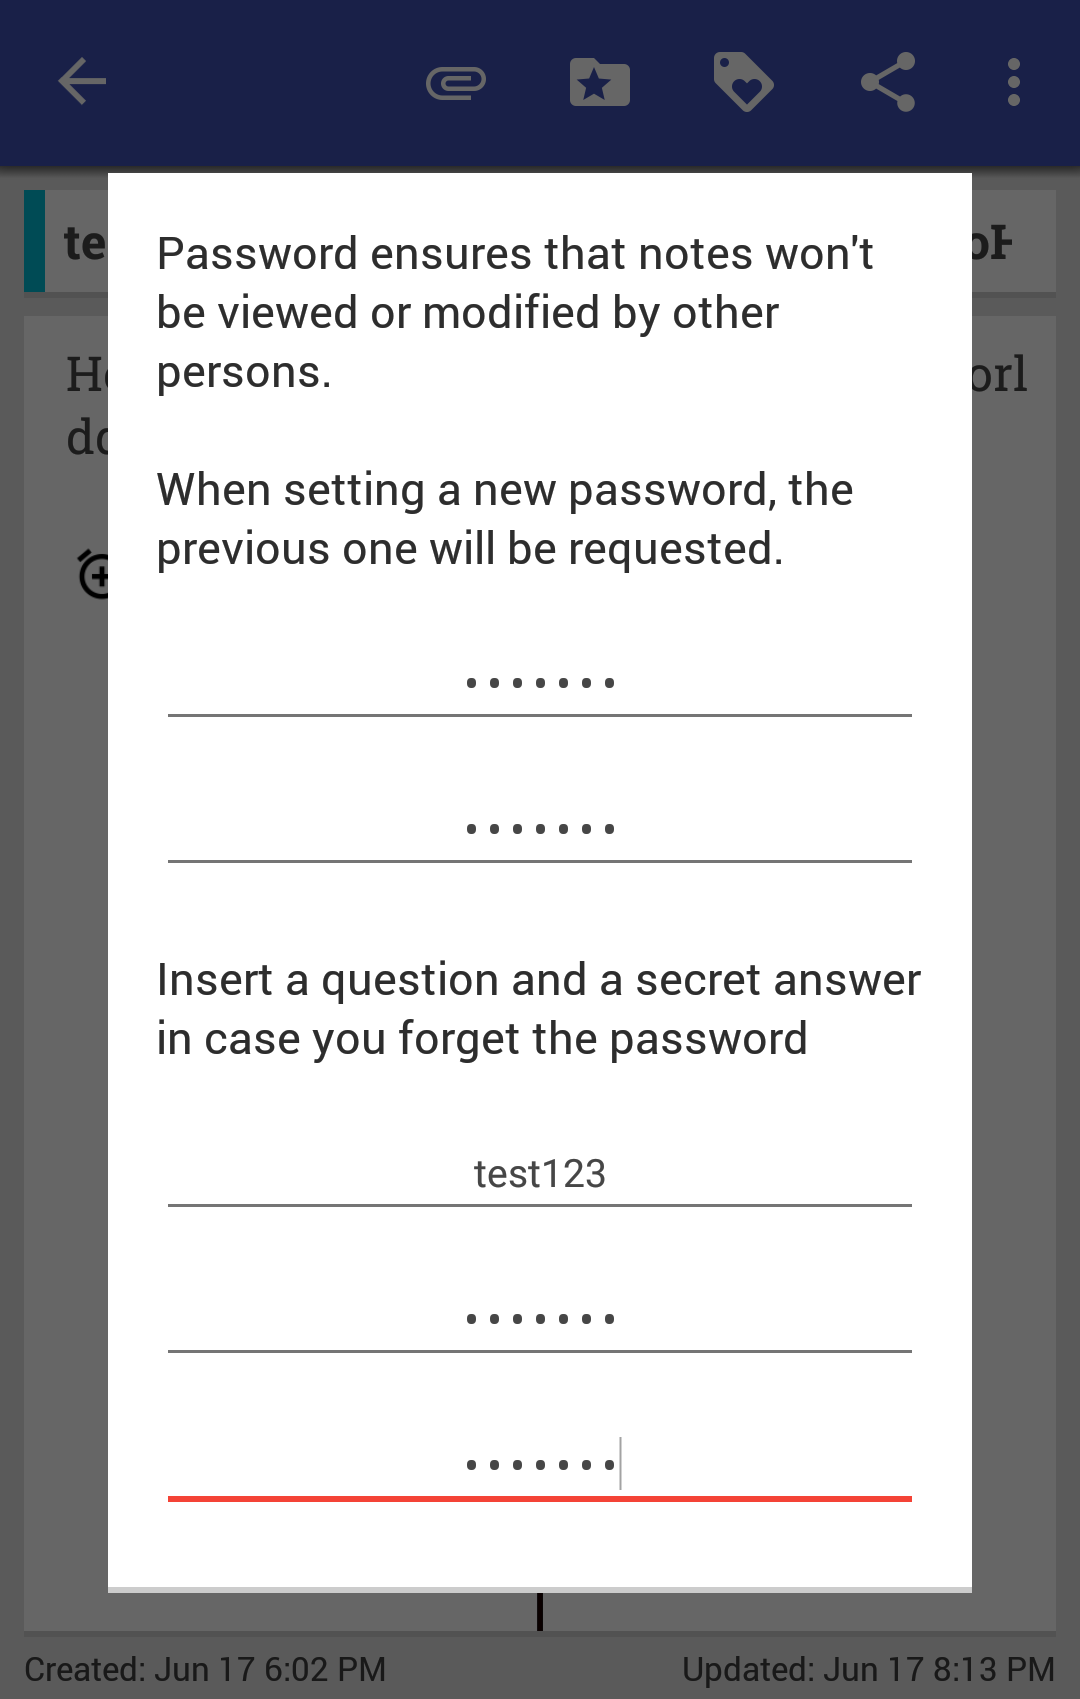 Password ensures that notes won't
be viewed or modified by other
persons.
When setting a new password, the
previous one will be requested.
•••••••
•••••••
Insert a question and a secret answer
in case you forget the password
test123
•••••••
•••••••
Created: Jun 17 6:02 PM
Updated: Jun 17 8:13 PM